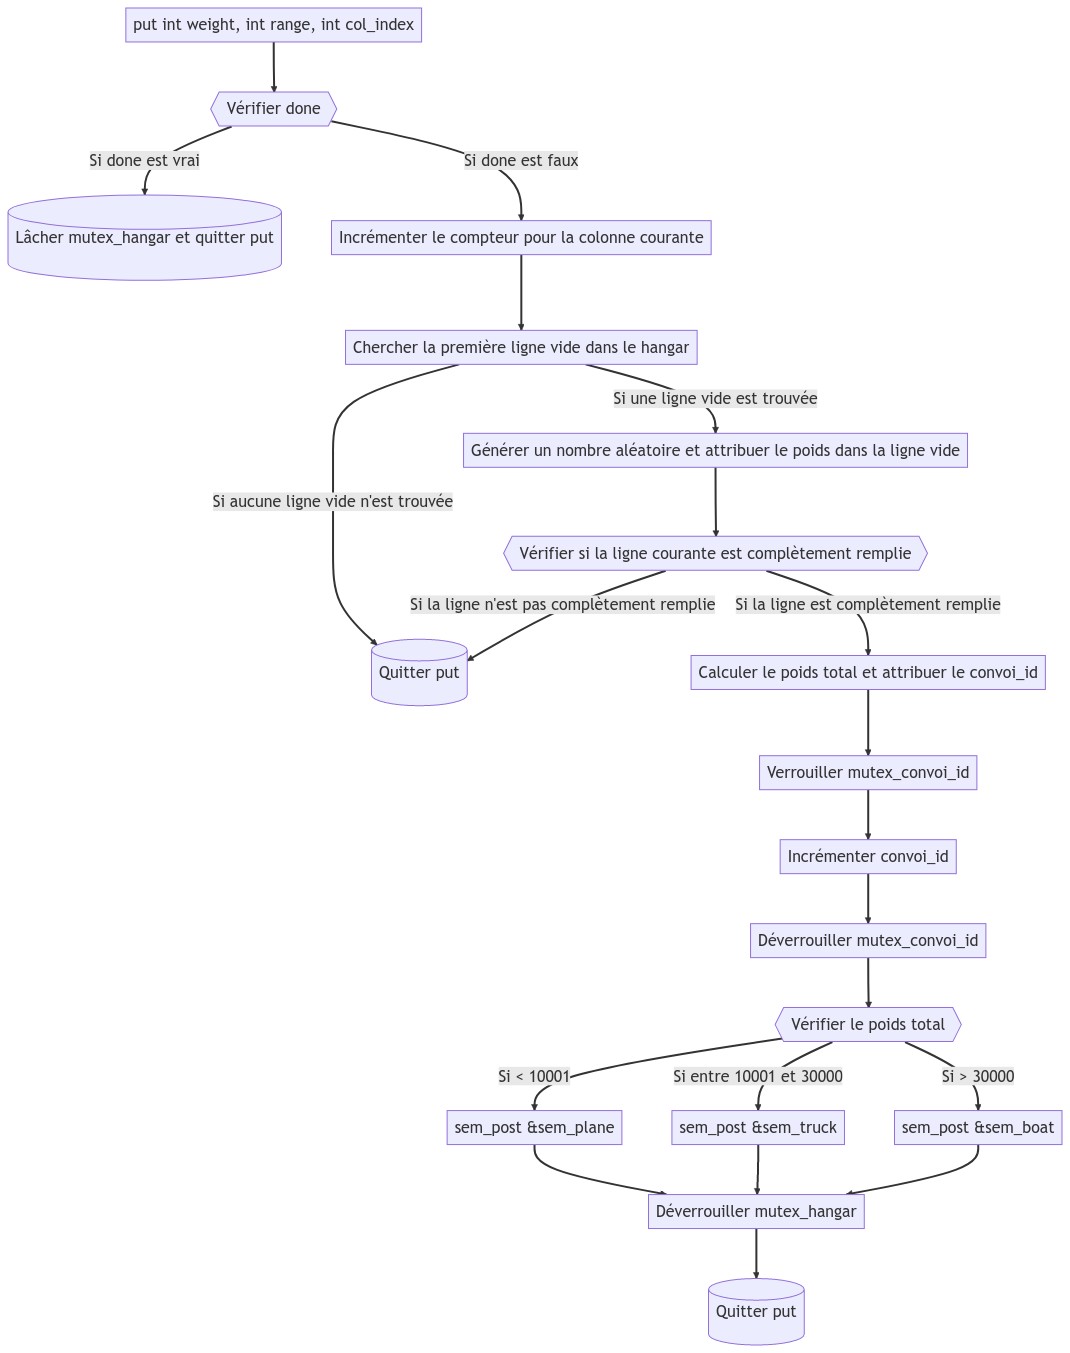 put int weight, int range, int col_index
Vérifier done
Si done est vrai
Si done est faux
Lâcher mutex_hangar et quitter put
Incrémenter le compteur pour la colonne courante
Chercher la première ligne vide dans le hangar
Si une ligne vide est trouvée
Générer un nombre aléatoire et attribuer le poids dans la ligne vide
Si aucune ligne vide n'est trouvée
Vérifier si la ligne courante est complètement remplie
Si la ligne n'est pas complètement remplie
Si la ligne est complètement remplie
Quitter put
Calculer le poids total et attribuer le convoi_id
Verrouiller mutex_convoi_id
Incrémenter convoi_id
Déverrouiller mutex_convoi_id
Vérifier le poids total
Si < 10001
Si entre 10001 et 30000
Si > 30000
sem_post &sem_plane
sem_post &sem_truck
sem_post &sem_boat
Déverrouiller mutex_hangar
Quitter put